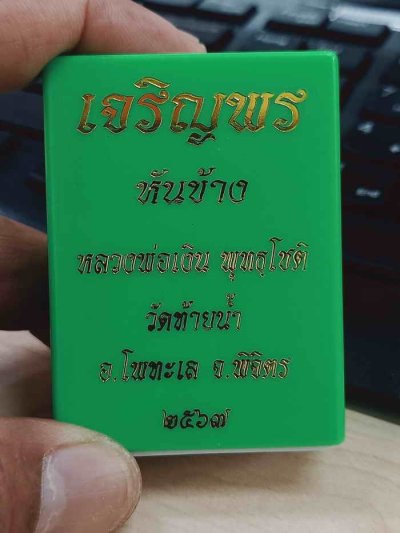 เจริญพร
หันข้าง
หลวงพ่อเงิน พุทธโชติ
วัดท้ายน้ำ
อ.โพทะเล จ.พิจิตร
๒๕๖๗